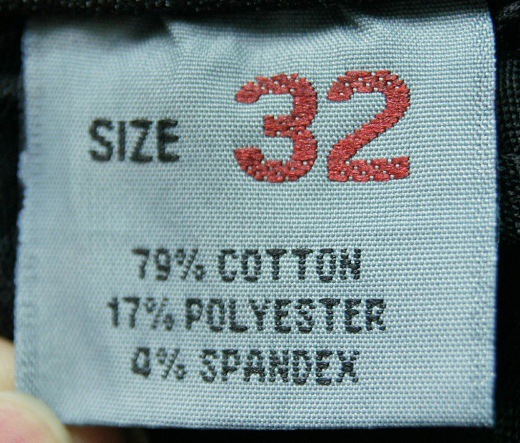 SIZE 32
79% COTTON
17% POLYESTER
4% SPANDEX